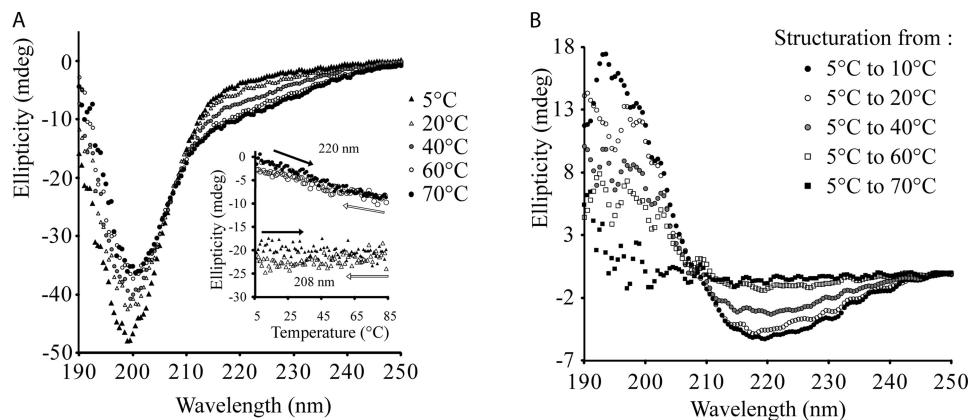 A
Ellipticity (mdeg)
0
-10
-20
-30
-40
-50
190 200 210 220 230 240 250
Wavelength (nm)
5°C
20°C
40°C
60°C
70°C
Ellipticity (mdeg)
0
-5
-10
-15
-20
-25
-30
220 nm
208 nm
5 25 45 65 85
Temperature (°C)
B
Ellipticity (mdeg)
18
13
8
3
-2
-7
190 200 210 220 230 240 250
Wavelength (nm)
Structuration from :
5°C to 10°C
5°C to 20°C
5°C to 40°C
5°C to 60°C
5°C to 70°C